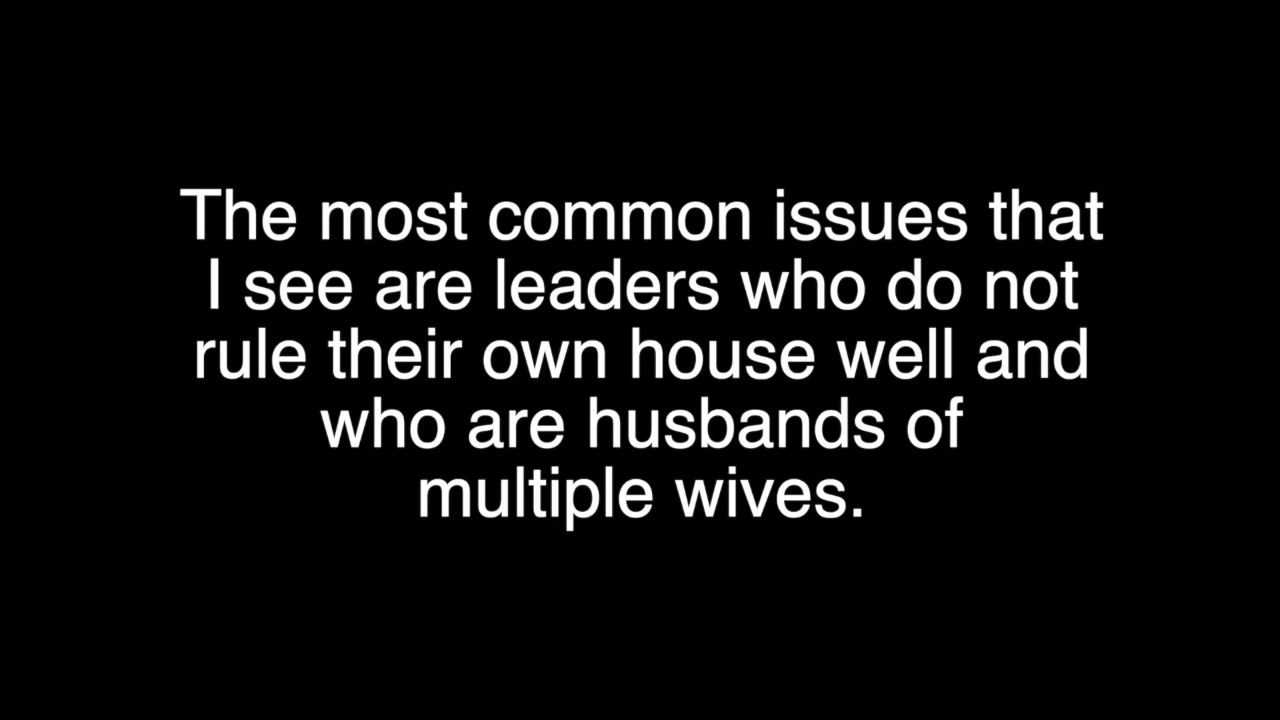 The most common issues that
I see are leaders who do not
rule their own house well and
who are husbands of
multiple wives.